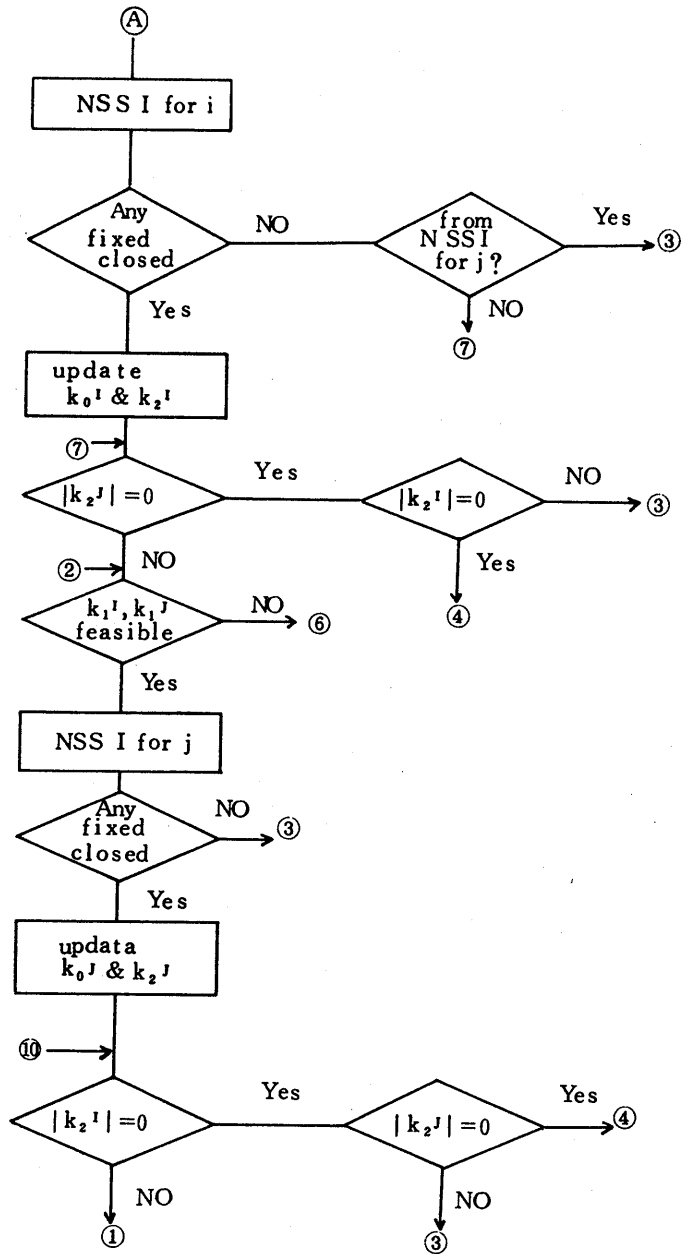 Ⓐ
NSS I for i
Any
fixed
closed
NO
from
N SSI
for j?
Yes
③
Yes
NO
⑦
update
k₀ᴵ & k₂ᴵ
⑦
|k₂ᴶ| = 0
Yes
|k₂ᴵ| = 0
NO
③
②
NO
Yes
④
k₁ᴵ, k₁ᴶ
feasible
NO
⑥
Yes
NSS I for j
Any
fixed
closed
NO
③
Yes
updata
k₀ᴶ & k₂ᴶ
⑩
|k₂ᴵ| = 0
Yes
|k₂ᴶ| = 0
Yes
④
NO
①
NO
③